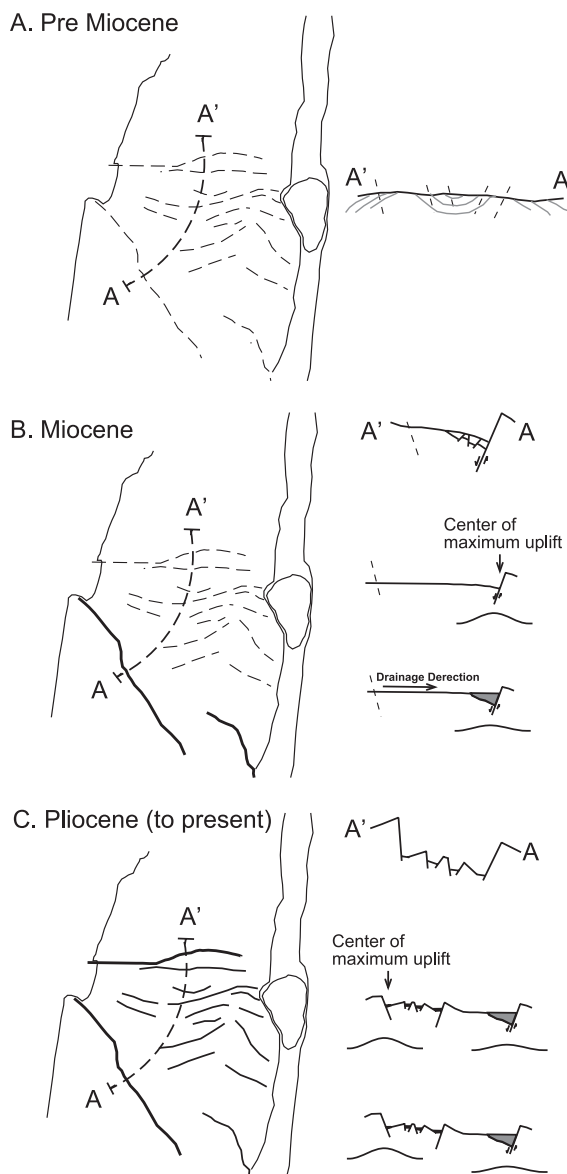 A. Pre Miocene
A'
A
A'
A
B. Miocene
A'
A
A'
A
Center of
maximum uplift
Drainage Derection
C. Pliocene (to present)
A'
A
A'
A
Center of
maximum uplift